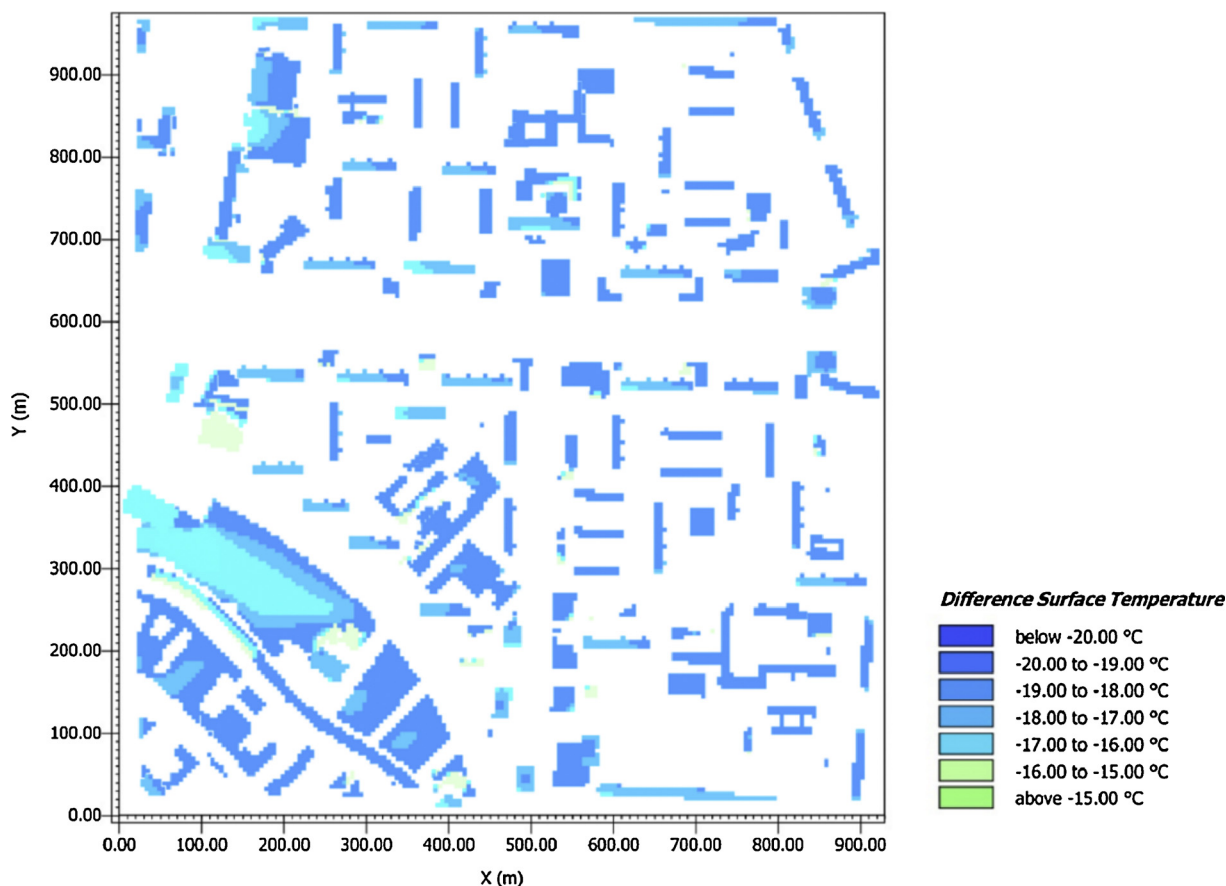 900.00
800.00
700.00
600.00
500.00
400.00
300.00
200.00
100.00
0.00
Y (m)
0.00 100.00 200.00 300.00 400.00 500.00 600.00 700.00 800.00 900.00
X (m)
Difference Surface Temperature
below -20.00 °C
-20.00 to -19.00 °C
-19.00 to -18.00 °C
-18.00 to -17.00 °C
-17.00 to -16.00 °C
-16.00 to -15.00 °C
above -15.00 °C